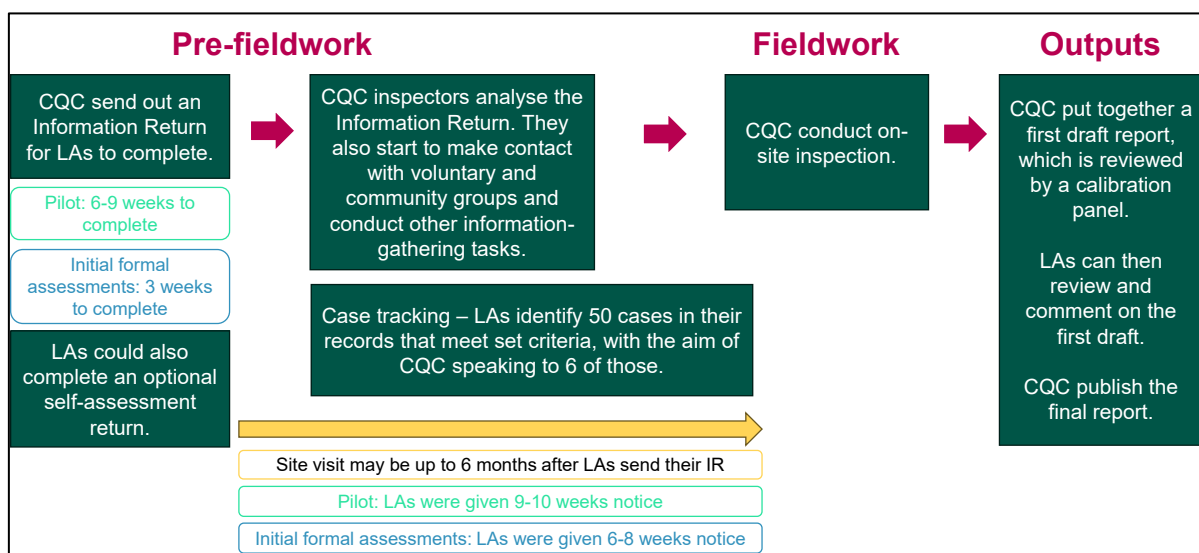 Pre-fieldwork
Fieldwork
Outputs
CQC send out an
Information Return
for LAs to complete.
Pilot: 6-9 weeks to
complete
Initial formal
assessments: 3 weeks
to complete
LAs could also
complete an optional
self-assessment
return.
CQC inspectors analyse the
Information Return. They
also start to make contact
with voluntary and
community groups and
conduct other information-
gathering tasks.
Case tracking – LAs identify 50 cases in their
records that meet set criteria, with the aim of
CQC speaking to 6 of those.
Site visit may be up to 6 months after LAs send their IR
Pilot: LAs were given 9-10 weeks notice
Initial formal assessments: LAs were given 6-8 weeks notice
CQC conduct on-
site inspection.
CQC put together a
first draft report,
which is reviewed
by a calibration
panel.
LAs can then
review and
comment on the
first draft.
CQC publish the
final report.